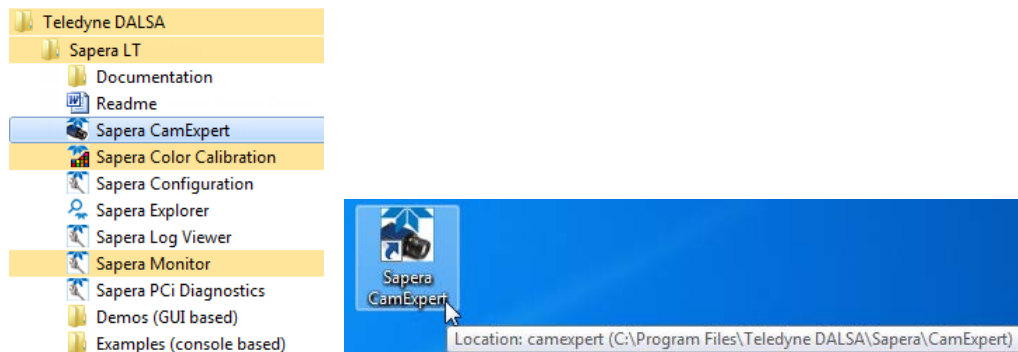 Teledyne DALSA
Sapera LT
Documentation
Readme
Sapera CamExpert
Sapera Color Calibration
Sapera Configuration
Sapera Explorer
Sapera Log Viewer
Sapera Monitor
Sapera PCi Diagnostics
Demos (GUI based)
Examples (console based)
Sapera
CamExpert
Location: camexpert (C:\Program Files\Teledyne DALSA\Sapera\CamExpert)